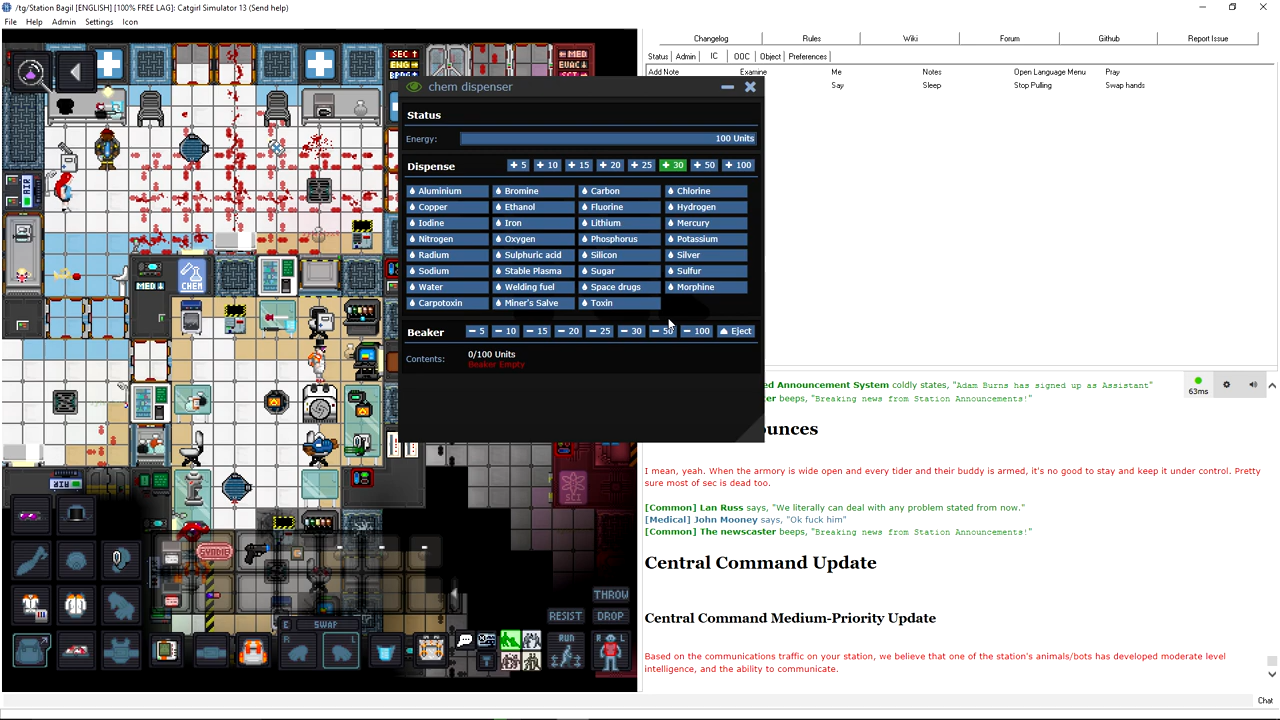 /tg/Station Bagil [ENGLISH] [100% FREE LAG]: Catgirl Simulator 13 (Send help)
File Help Admin Settings Icon
Changelog Rules Wiki Forum Github Report Issue
Status Admin IC OOC Object Preferences
Add Note Examine Me Notes Open Language Menu Pray
Say Sleep Stop Pulling Swap hands
SEC
ENG
MED
EVAC
chem dispenser
Status
Energy: 100 Units
Dispense 5 10 15 20 25 30 50 100
Aluminium Bromine Carbon Chlorine
Copper Ethanol Fluorine Hydrogen
Iodine Iron Lithium Mercury
Nitrogen Oxygen Phosphorus Potassium
Radium Sulphuric acid Silicon Silver
Sodium Stable Plasma Sugar Sulfur
Water Welding fuel Space drugs Morphine
Carpotoxin Miner's Salve Toxin
Beaker 5 10 15 20 25 30 50 100 Eject
Contents: 0/100 Units
Beaker Empty
AIR
MED
CHEM
AIR
SYNDIE
THROW
RESIST DROP
E SWAP
R L
RUN
R L
63ms
ed Announcement System coldly states, "Adam Burns has signed up as Assistant"
ter beeps, "Breaking news from Station Announcements!"
ounces
I mean, yeah. When the armory is wide open and every tider and their buddy is armed, it's no good to stay and keep it under control. Pretty
sure most of sec is dead too.
[Common] Lan Russ says, "We literally can deal with any problem stated from now."
[Medical] John Mooney says, "Ok fuck him"
[Common] The newscaster beeps, "Breaking news from Station Announcements!"
Central Command Update
Central Command Medium-Priority Update
Based on the communications traffic on your station, we believe that one of the station's animals/bots has developed moderate level
intelligence, and the ability to communicate.
Chat